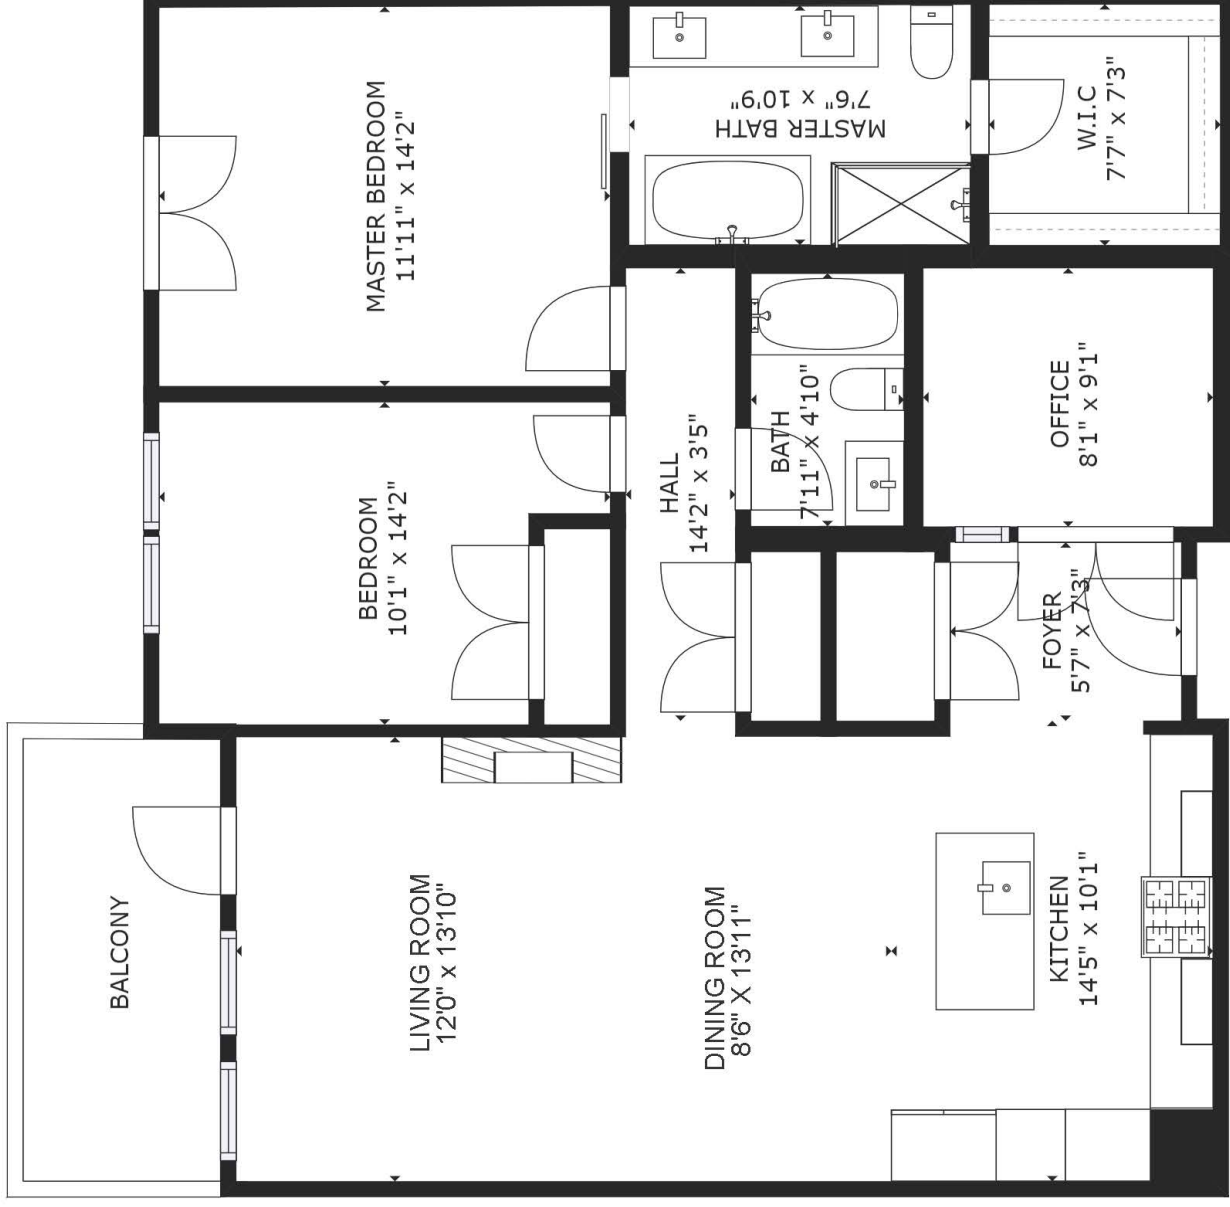 MASTER BEDROOM
11'11" x 14'2"
MASTER BATH
7'6" x 10'9"
W.I.C
7'7" x 7'3"
BEDROOM
10'1" x 14'2"
HALL
14'2" x 3'5"
BATH
7'11" x 4'10"
OFFICE
8'1" x 9'1"
FOYER
5'7" x 7'3"
BALCONY
LIVING ROOM
12'0" x 13'10"
DINING ROOM
8'6" X 13'11"
KITCHEN
14'5" x 10'1"